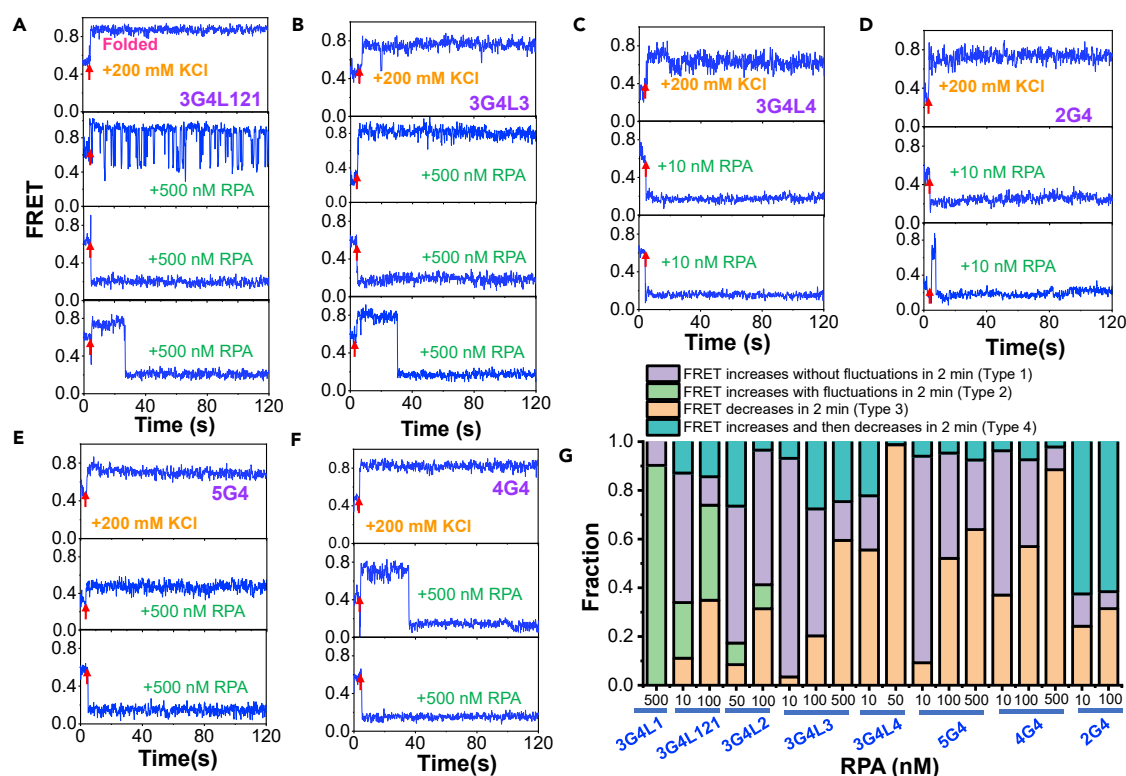 A
Folded
+200 mM KCl
3G4L121
+500 nM RPA
+500 nM RPA
+500 nM RPA
FRET
0.8
0.4
0.0
0.8
0.4
0.0
0.8
0.4
0.0
0.8
0.4
0.0
0 40 80 120
Time (s)
B
+200 mM KCl
3G4L3
+500 nM RPA
+500 nM RPA
+500 nM RPA
0.8
0.4
0.0
0.8
0.4
0.0
0.8
0.4
0.0
0.8
0.4
0.0
0 40 80 120
Time (s)
C
+200 mM KCl
3G4L4
+10 nM RPA
+10 nM RPA
0.8
0.4
0.0
0.8
0.4
0.0
0.8
0.4
0.0
0 40 80 120
Time (s)
D
+200 mM KCl
2G4
+10 nM RPA
+10 nM RPA
0.8
0.4
0.0
0.8
0.4
0.0
0.8
0.4
0.0
0 40 80 120
Time(s)
E
5G4
+200 mM KCl
+500 nM RPA
+500 nM RPA
0.8
0.4
0.0
0.8
0.4
0.0
0.8
0.4
0.0
0 40 80 120
Time(s)
F
4G4
+200 mM KCl
+500 nM RPA
+500 nM RPA
0.8
0.4
0.0
0.8
0.4
0.0
0.8
0.4
0.0
0 40 80 120
Time(s)
FRET increases without fluctuations in 2 min (Type 1)
FRET increases with fluctuations in 2 min (Type 2)
FRET decreases in 2 min (Type 3)
FRET increases and then decreases in 2 min (Type 4)
G
Fraction
1.0
0.8
0.6
0.4
0.2
0.0
500 10 100 50 100 10 100 500 10 50 10 100 500 10 100 500 10 100
3G4L1 3G4L121 3G4L2 3G4L3 3G4L4 5G4 4G4 2G4
RPA (nM)